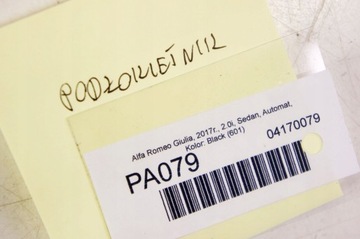 PODŁOKIETNIK
Alfa Romeo Giulia, 2017r., 2.0i, Sedan, Automat,
Kolor: Black (601)
PA079
04170079